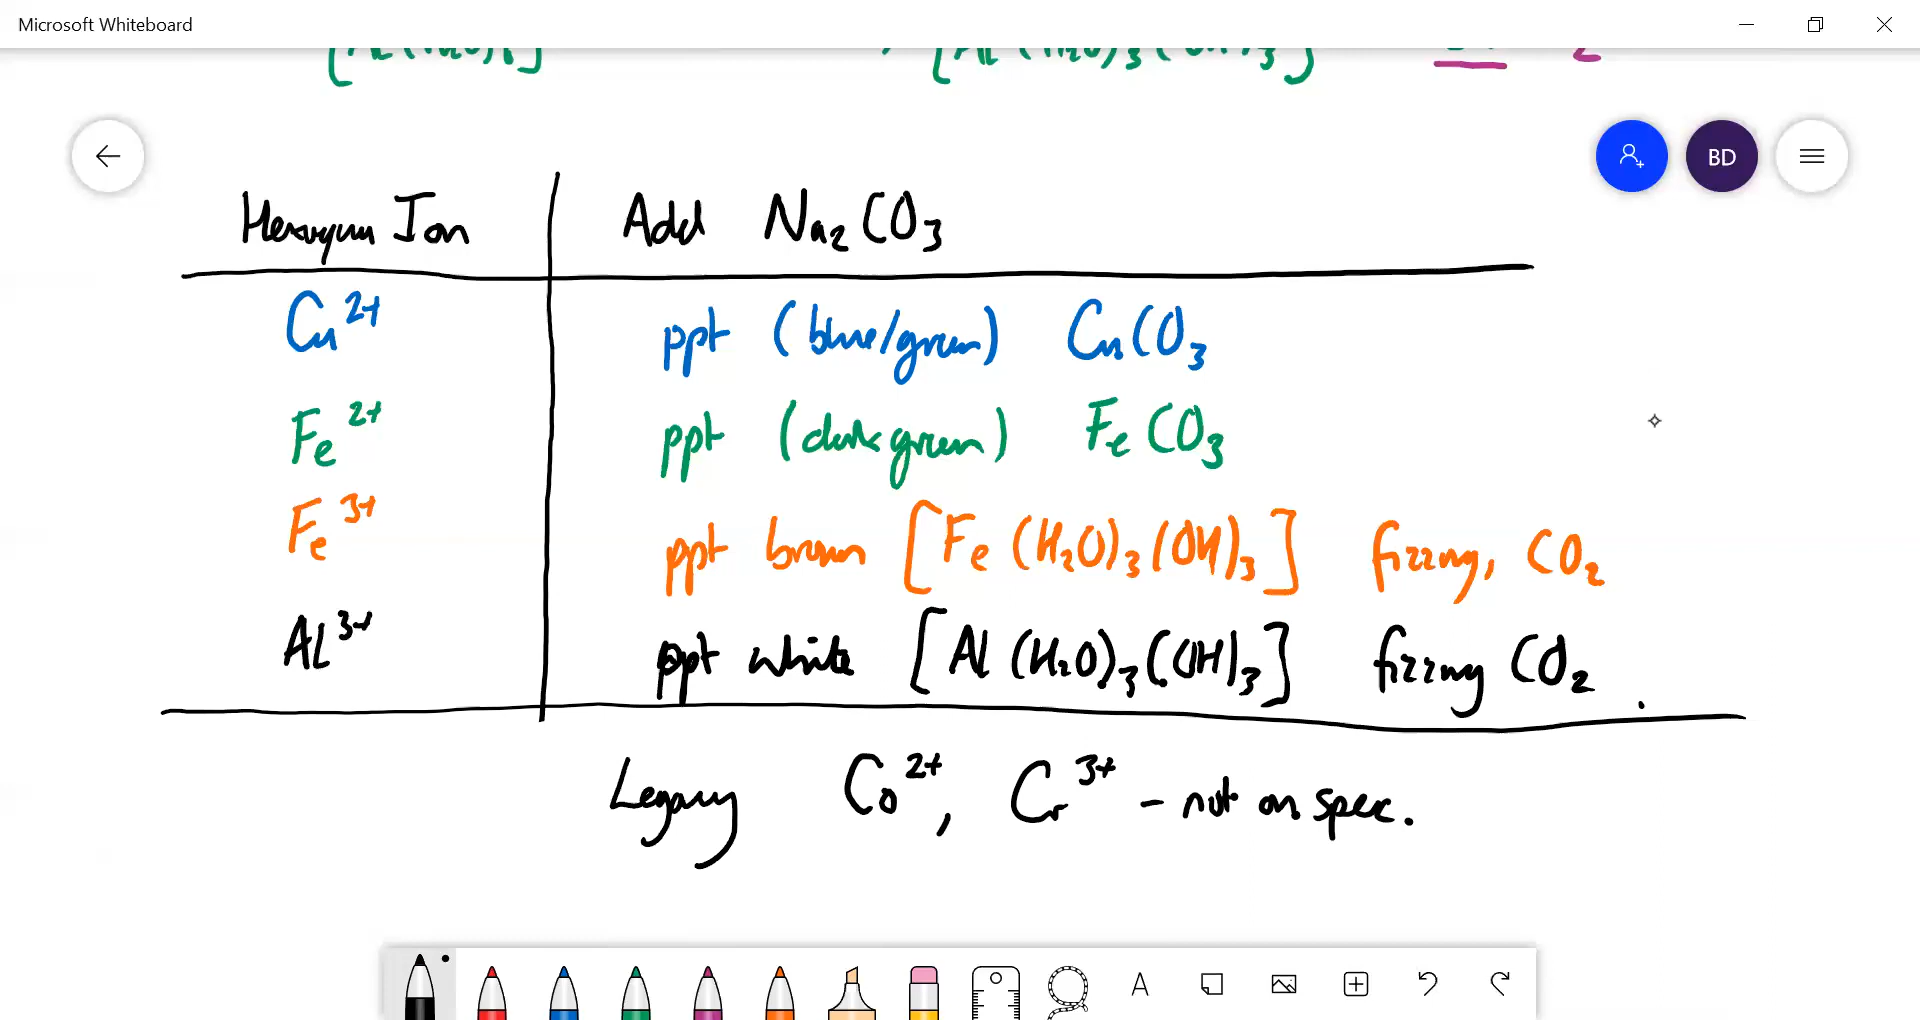 Microsoft Whiteboard
BD
Hexaqua Ion Add Na₂CO₃
Cu²⁺ ppt (blue/green) CuCO₃
Fe²⁺ ppt (dark green) FeCO₃
Fe³⁺ ppt brown [Fe(H₂O)₃(OH)₃] fizzing, CO₂
Al³⁺ ppt white [Al(H₂O)₃(OH)₃] fizzing CO₂.
Legacy Co²⁺, Cr³⁺ - not on spec.
A